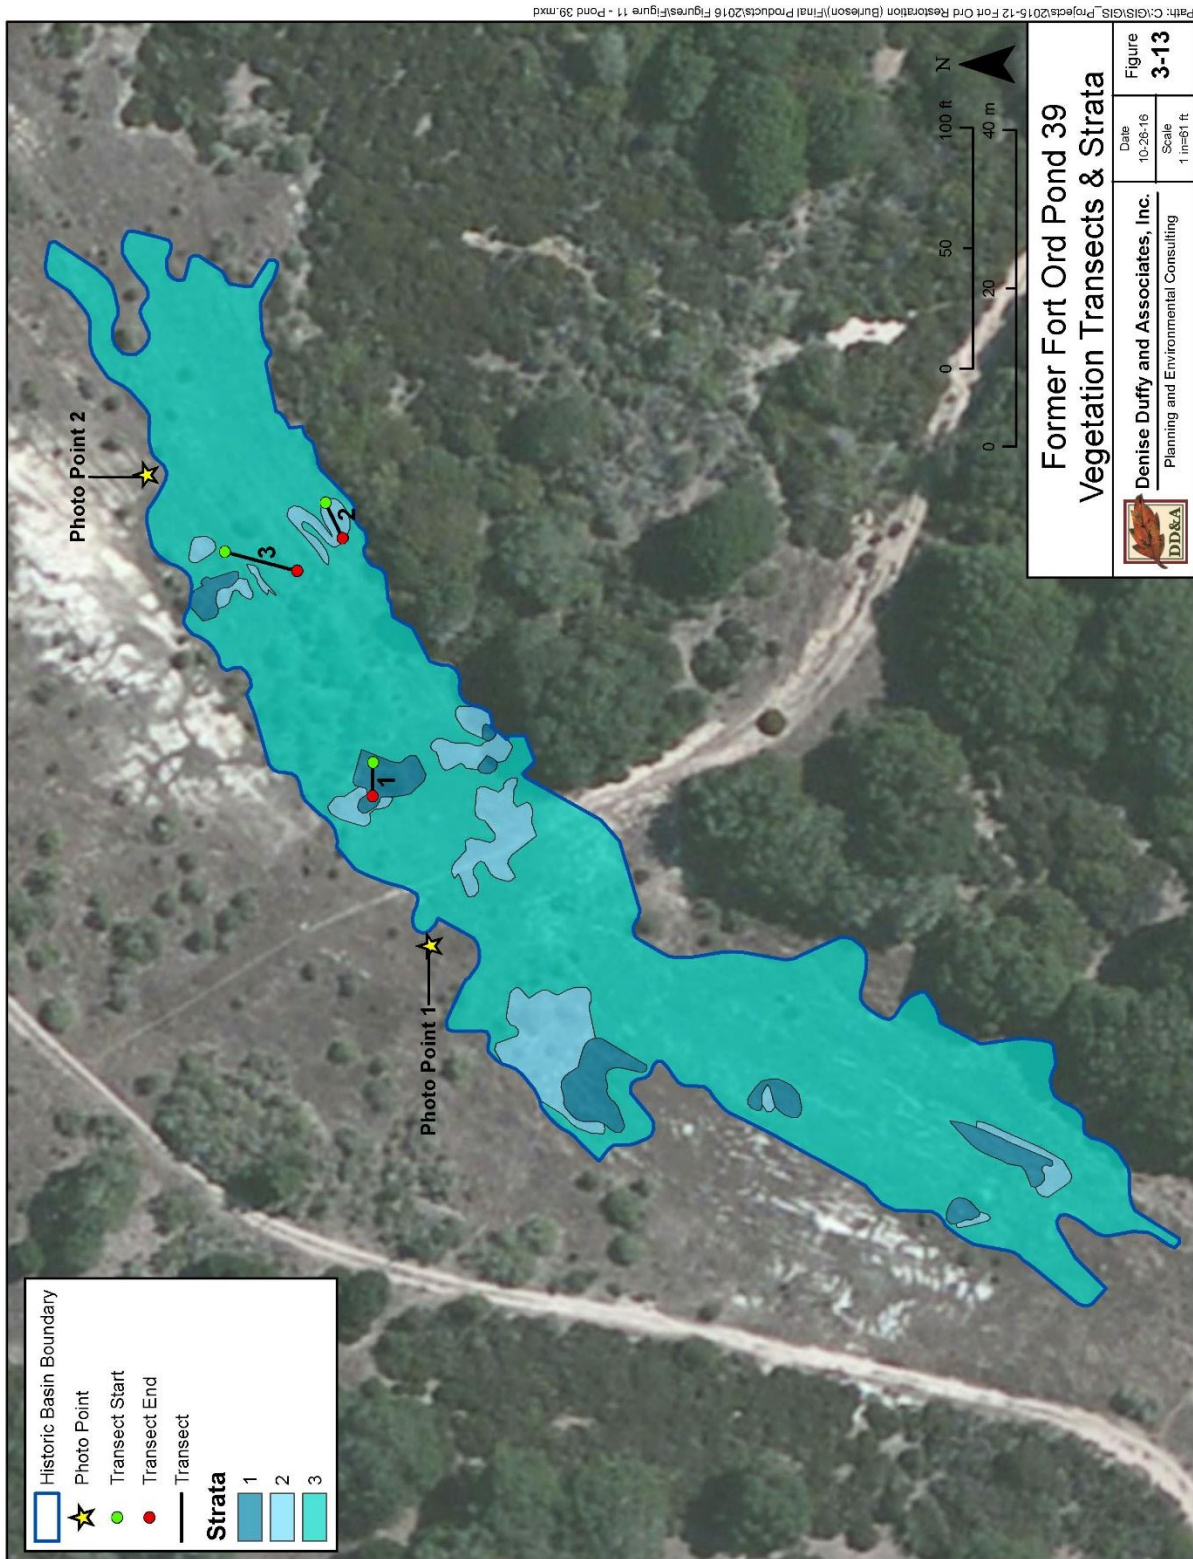 Path: C:\GIS\GIS_Projects\2015-12 Fort Ord Restoration (Burleson)\Final Products\2016 Figures\Figure 11 - Pond 39.mxd
Historic Basin Boundary
Photo Point
Transect Start
Transect End
Transect
Strata
1
2
3
Photo Point 1
Photo Point 2
1
2
3
N
0
50
100 ft
0
20
40 m
Former Fort Ord Pond 39
Vegetation Transects & Strata
DD&A
Denise Duffy and Associates, Inc.
Planning and Environmental Consulting
Date
10-26-16
Scale
1 in=61 ft
Figure
3-13